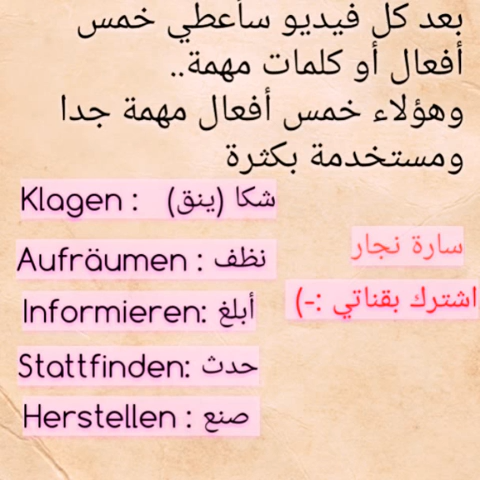 بعد كل فيديو سأعطي خمس
أفعال أو كلمات مهمة..
وهؤلاء خمس أفعال مهمة جدا
ومستخدمة بكثرة
Klagen : شكا (ينق)
سارة نجار
Aufräumen : نظف
اشترك بقناتي :-)
Informieren: أبلغ
Stattfinden: حدث
Herstellen : صنع